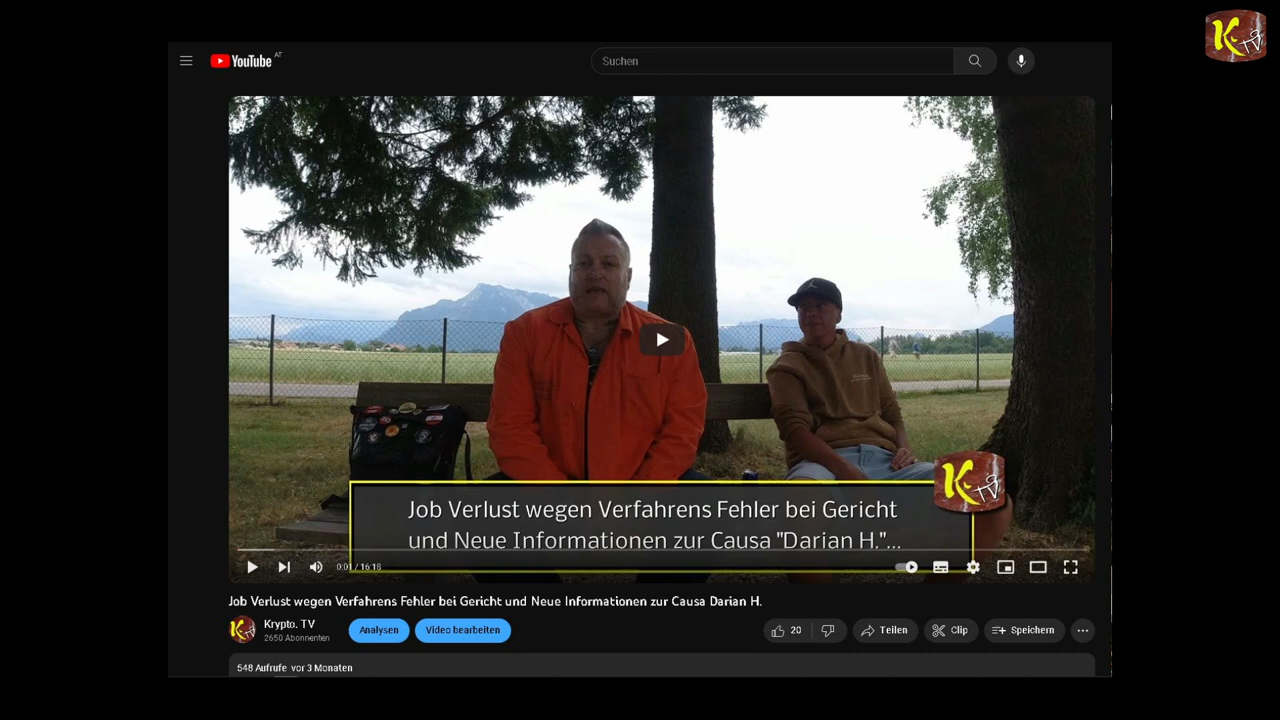 K TV
YouTube AT
Suchen
Job Verlust wegen Verfahrens Fehler bei Gericht
und Neue Informationen zur Causa "Darian H."...
K TV
0:01 / 16:18
Job Verlust wegen Verfahrens Fehler bei Gericht und Neue Informationen zur Causa Darian H.
Krypto. TV
2650 Abonnenten
Analysen
Video bearbeiten
20
Teilen
Clip
Speichern
548 Aufrufe vor 3 Monaten